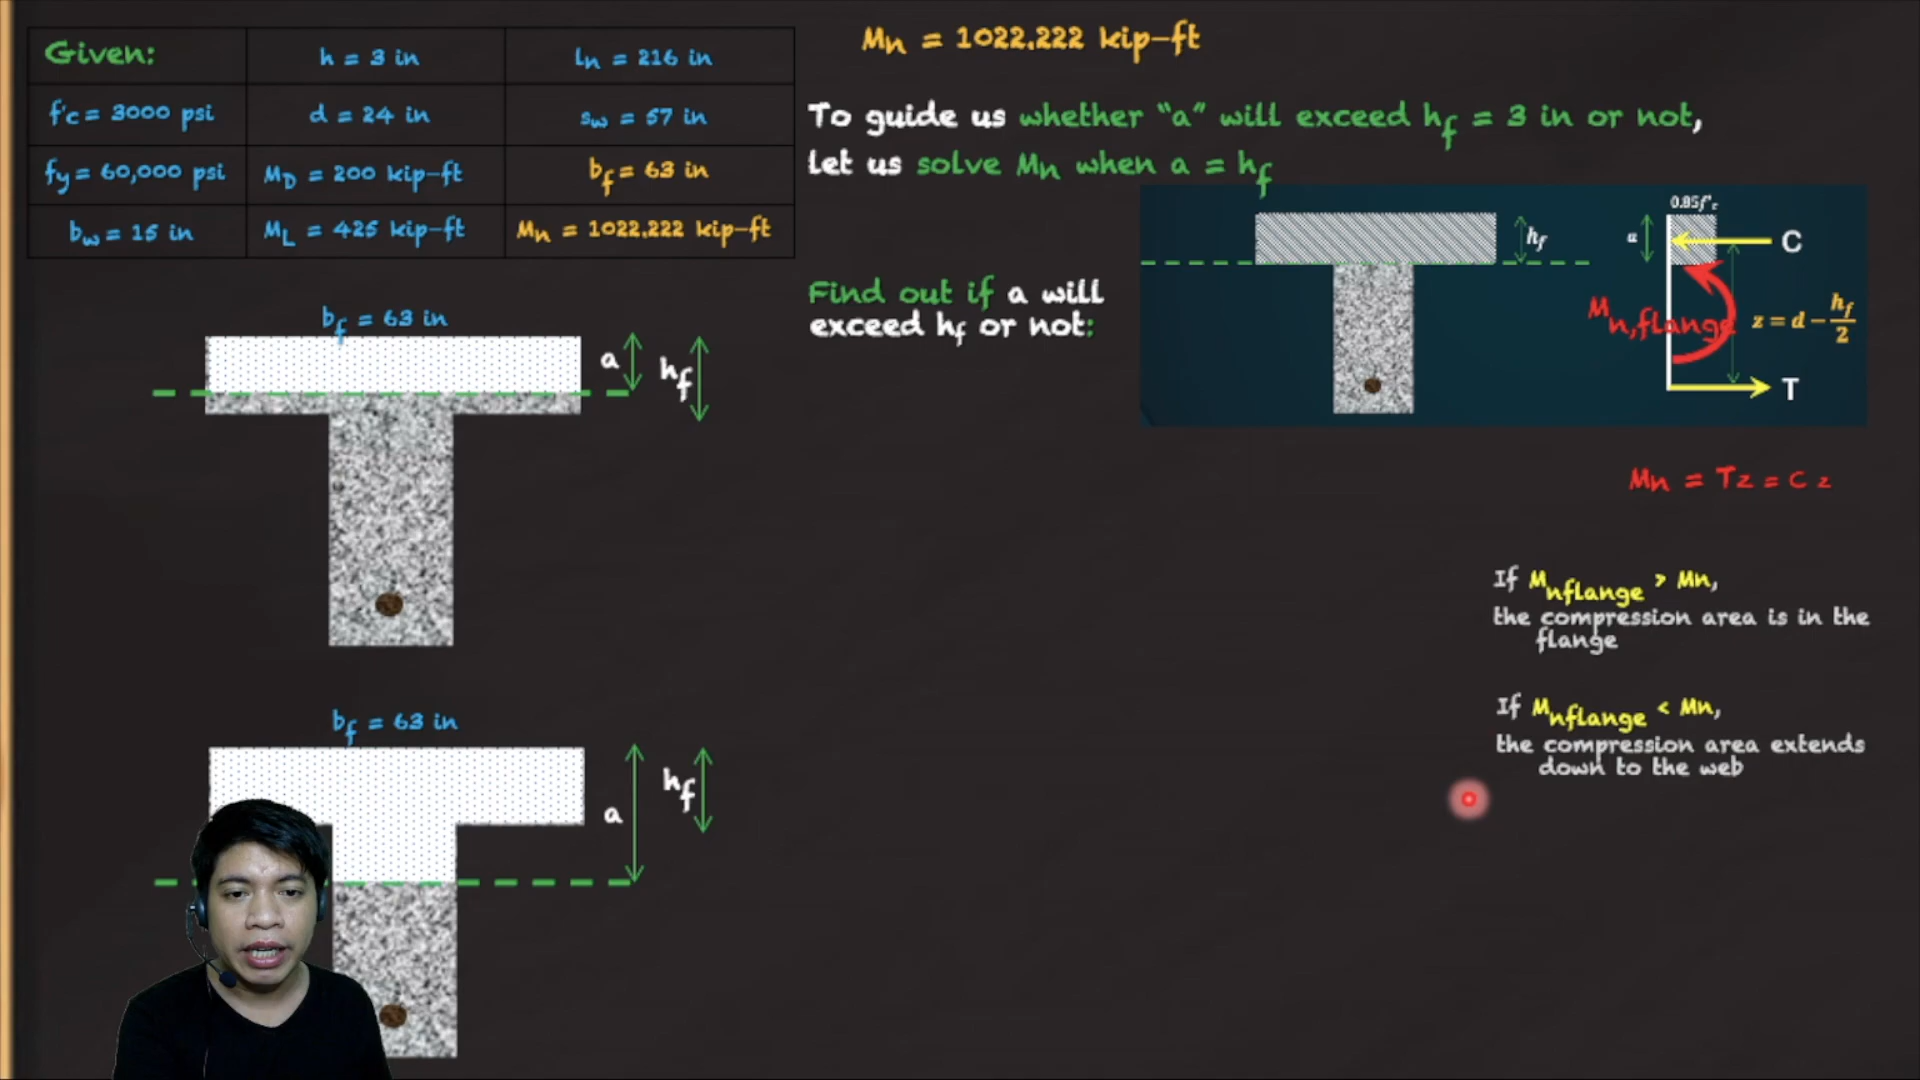 Given:
h = 3 in
ln = 216 in
f'c = 3000 psi
d = 24 in
sw = 57 in
fy = 60,000 psi
MD = 200 kip-ft
bf = 63 in
bw = 15 in
ML = 425 kip-ft
Mn = 1022.222 kip-ft
Mn = 1022.222 kip-ft
To guide us whether "a" will exceed hf = 3 in or not,
let us solve Mn when a = hf
Find out if a will
exceed hf or not:
0.85f'c
hf
a
C
Mn,flange
z = d - hf/2
T
Mn = Tz = Cz
If Mnflange > Mn,
the compression area is in the
flange
If Mnflange < Mn,
the compression area extends
down to the web
bf = 63 in
a
hf
bf = 63 in
hf
a